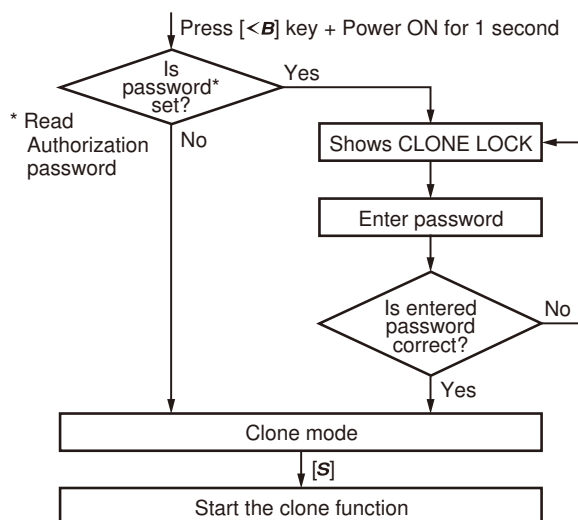 Press [<B] key + Power ON for 1 second
Is
password*
set?
Yes
* Read
Authorization
password
No
Shows CLONE LOCK
Enter password
Is entered
password
correct?
No
Yes
Clone mode
[S]
Start the clone function